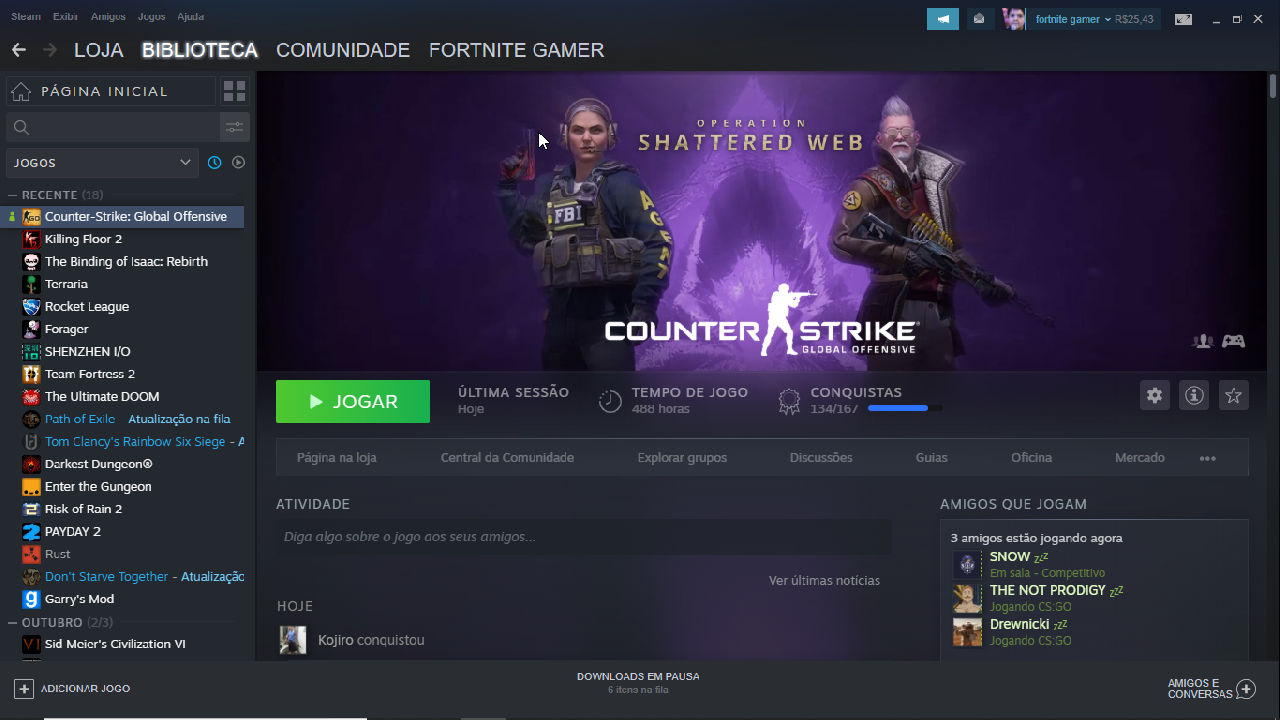 Steam Exibir Amigos Jogos Ajuda
fortnite gamer R$25,43
LOJA BIBLIOTECA COMUNIDADE FORTNITE GAMER
PÁGINA INICIAL
JOGOS
RECENTE (18)
Counter-Strike: Global Offensive
Killing Floor 2
The Binding of Isaac: Rebirth
Terraria
Rocket League
Forager
SHENZHEN I/O
Team Fortress 2
The Ultimate DOOM
Path of Exile - Atualização na fila
Tom Clancy's Rainbow Six Siege - A
Darkest Dungeon®
Enter the Gungeon
Risk of Rain 2
PAYDAY 2
Rust
Don't Starve Together - Atualização
Garry's Mod
OUTUBRO (2/3)
Sid Meier's Civilization VI
ADICIONAR JOGO
OPERATION
SHATTERED WEB
FBI
AGENT
COUNTER STRIKE
GLOBAL OFFENSIVE
JOGAR
ÚLTIMA SESSÃO
Hoje
TEMPO DE JOGO
488 horas
CONQUISTAS
134/167
Página na loja Central da Comunidade Explorar grupos Discussões Guias Oficina Mercado
ATIVIDADE
Diga algo sobre o jogo aos seus amigos...
Ver últimas notícias
HOJE
Kojiro conquistou
AMIGOS QUE JOGAM
3 amigos estão jogando agora
SNOW zzz
Em sala - Competitivo
THE NOT PRODIGY zzz
Jogando CS:GO
Drewnicki zzz
Jogando CS:GO
DOWNLOADS EM PAUSA
6 itens na fila
AMIGOS E
CONVERSAS